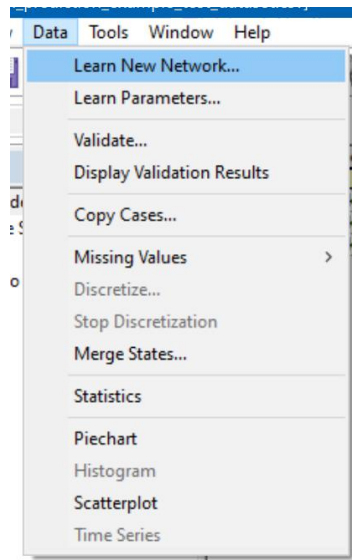 Data Tools Window Help
Learn New Network...
Learn Parameters...
Validate...
Display Validation Results
Copy Cases...
Missing Values
Discretize...
Stop Discretization
Merge States...
Statistics
Piechart
Histogram
Scatterplot
Time Series